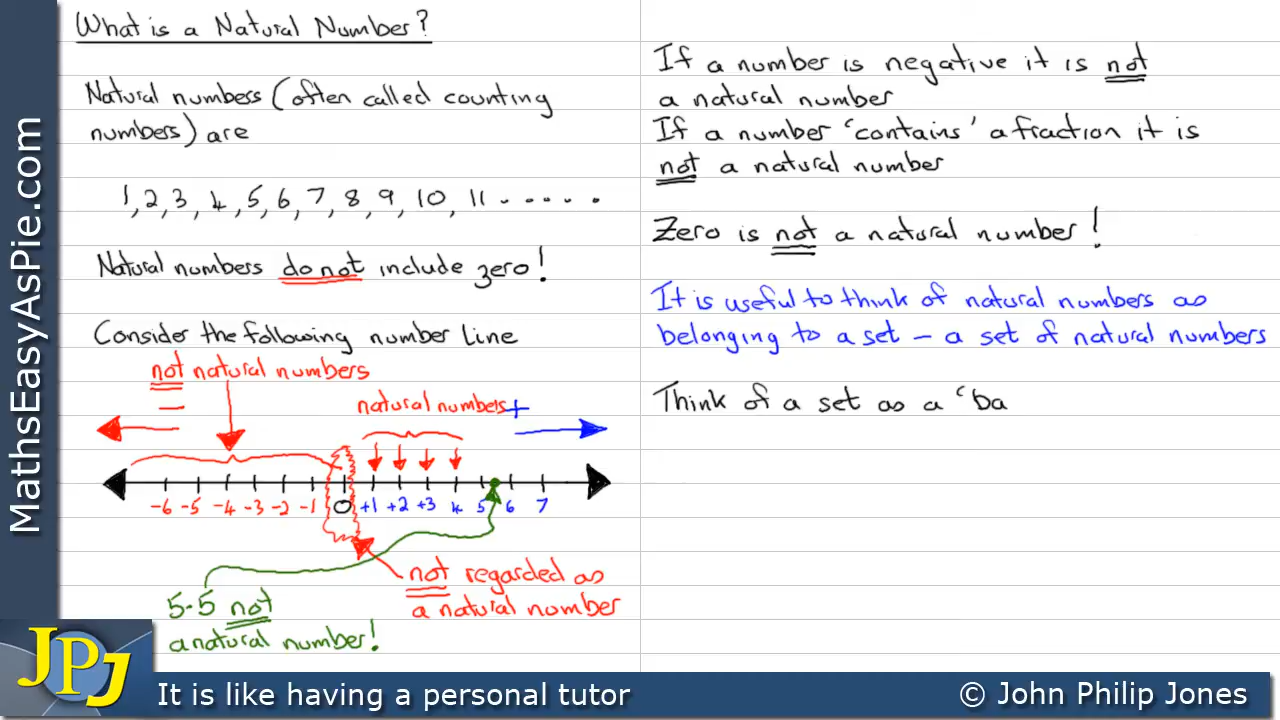 What is a Natural Number?
Natural numbers (often called counting
numbers) are
1, 2, 3, 4, 5, 6, 7, 8, 9, 10, 11......
Natural numbers do not include zero!
Consider the following number line
not natural numbers
natural numbers
−
+
-6 -5 -4 -3 -2 -1 0 +1 +2 +3 4 5 6 7
not regarded as
a natural number
5.5 not
a natural number!
If a number is negative it is not
a natural number
If a number 'contains' a fraction it is
not a natural number
Zero is not a natural number!
It is useful to think of natural numbers as
belonging to a set – a set of natural numbers
Think of a set as a 'ba
MathsEasyAsPie.com
JPJ
It is like having a personal tutor
© John Philip Jones